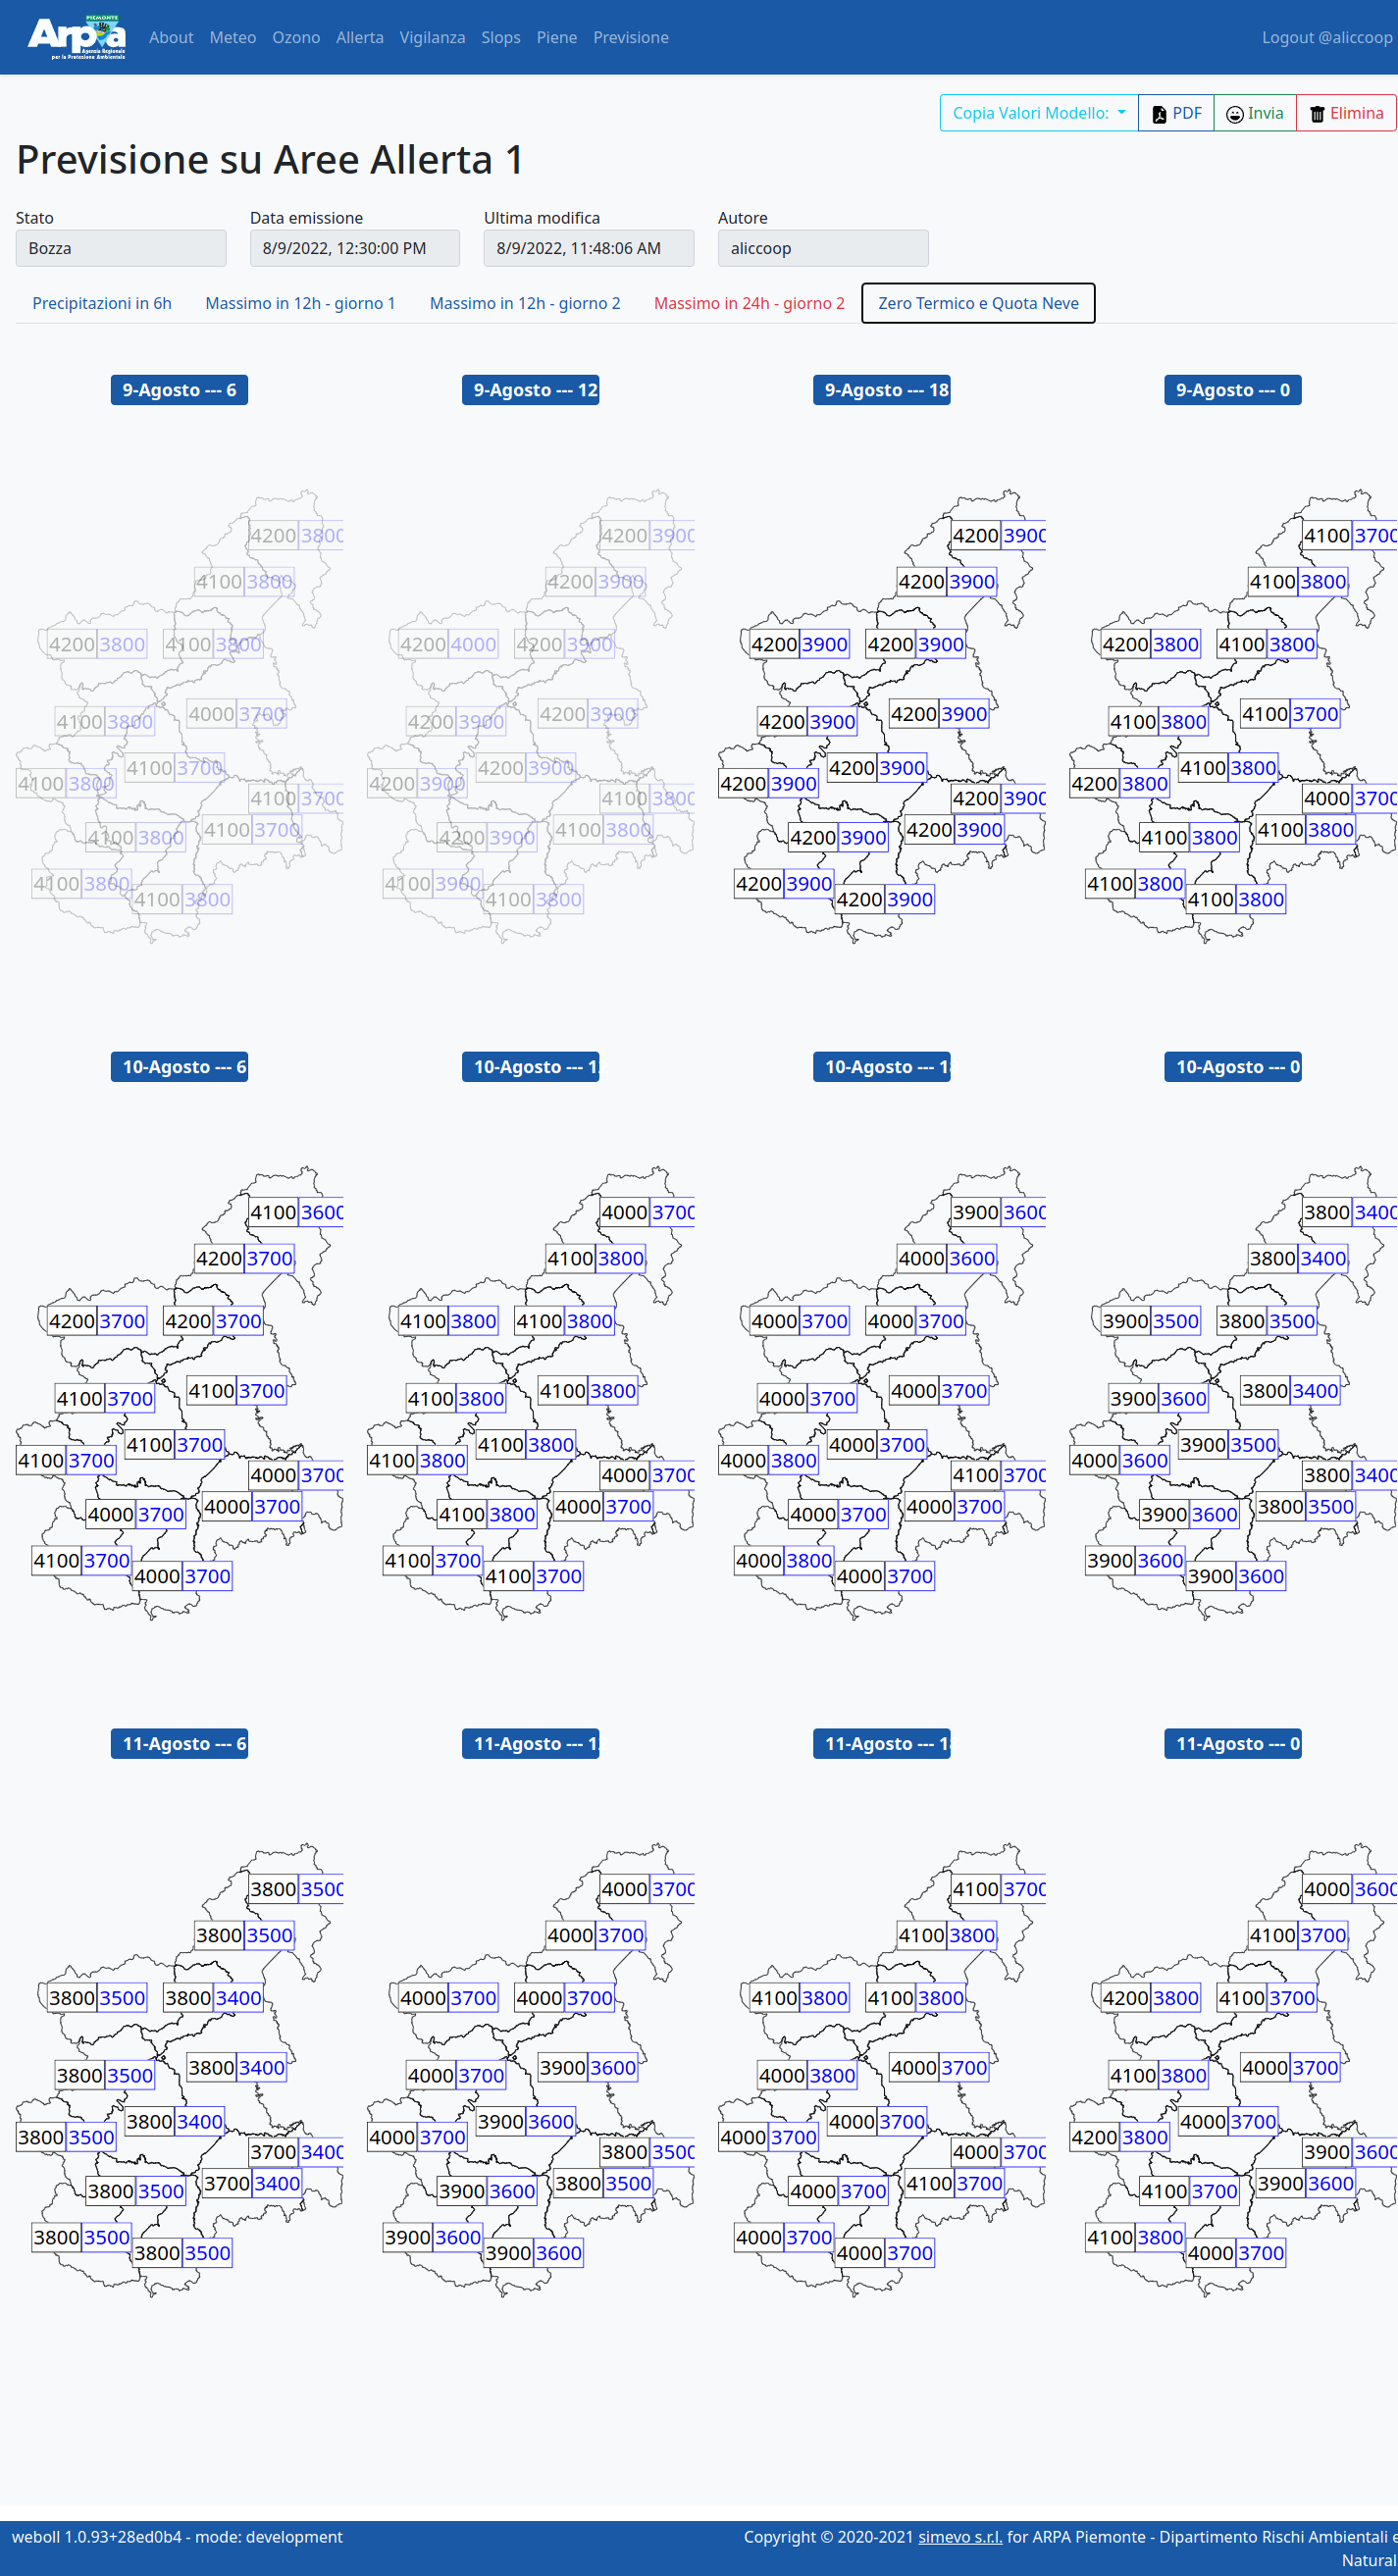 PIEMONTE
Arpa
Agenzia Regionale
per la Protezione Ambientale
About Meteo Ozono Allerta Vigilanza Slops Piene Previsione Logout @aliccoop
Copia Valori Modello: PDF Invia Elimina
Previsione su Aree Allerta 1
Stato Data emissione Ultima modifica Autore
Bozza 8/9/2022, 12:30:00 PM 8/9/2022, 11:48:06 AM aliccoop
Precipitazioni in 6h Massimo in 12h - giorno 1 Massimo in 12h - giorno 2 Massimo in 24h - giorno 2 Zero Termico e Quota Neve
9-Agosto --- 6 9-Agosto --- 12 9-Agosto --- 18 9-Agosto --- 0
4200 3800 4200 3900 4200 3900 4100 3700
4100 3800 4200 3900 4200 3900 4100 3800
4200 3800 4100 3800 4200 4000 4200 3900 4200 3900 4200 3900 4200 3800 4100 3800
4000 3700 4200 3900 4200 3900 4100 3700
4100 3800 4200 3900 4200 3900 4100 3800
4100 3700 4200 3900 4200 3900 4100 3800
4100 3800 4200 3900 4200 3900 4200 3800
4100 3700 4100 3800 4200 3900 4000 3700
4100 3700 4100 3800 4200 3900 4100 3800
4100 3800 4200 3900 4200 3900 4100 3800
4100 3800 4100 3900 4200 3900 4100 3800
4100 3800 4100 3800 4200 3900 4100 3800
10-Agosto --- 6 10-Agosto --- 1 10-Agosto --- 1 10-Agosto --- 0
4100 3600 4000 3700 3900 3600 3800 3400
4200 3700 4100 3800 4000 3600 3800 3400
4200 3700 4200 3700 4100 3800 4100 3800 4000 3700 4000 3700 3900 3500 3800 3500
4100 3700 4100 3800 4000 3700 3800 3400
4100 3700 4100 3800 4000 3700 3900 3600
4100 3700 4100 3800 4000 3700 3900 3500
4100 3700 4100 3800 4000 3800 4000 3600
4000 3700 4000 3700 4100 3700 3800 3400
4000 3700 4000 3700 4000 3700 3800 3500
4000 3700 4100 3800 4000 3700 3900 3600
4100 3700 4100 3700 4000 3800 3900 3600
4000 3700 4100 3700 4000 3700 3900 3600
11-Agosto --- 6 11-Agosto --- 1 11-Agosto --- 1 11-Agosto --- 0
3800 3500 4000 3700 4100 3700 4000 3600
3800 3500 4000 3700 4100 3800 4100 3700
3800 3500 3800 3400 4000 3700 4000 3700 4100 3800 4100 3800 4200 3800 4100 3700
3800 3400 3900 3600 4000 3700 4000 3700
3800 3500 4000 3700 4000 3800 4100 3800
3800 3400 3900 3600 4000 3700 4000 3700
3800 3500 4000 3700 4000 3700 4200 3800
3700 3400 3800 3500 4000 3700 3900 3600
3700 3400 3800 3500 4100 3700 3900 3600
3800 3500 3900 3600 4000 3700 4100 3700
3800 3500 3900 3600 4000 3700 4100 3800
3800 3500 3900 3600 4000 3700 4000 3700
weboll 1.0.93+28ed0b4 - mode: development Copyright © 2020-2021 simevo s.r.l. for ARPA Piemonte - Dipartimento Rischi Ambientali e
Natural